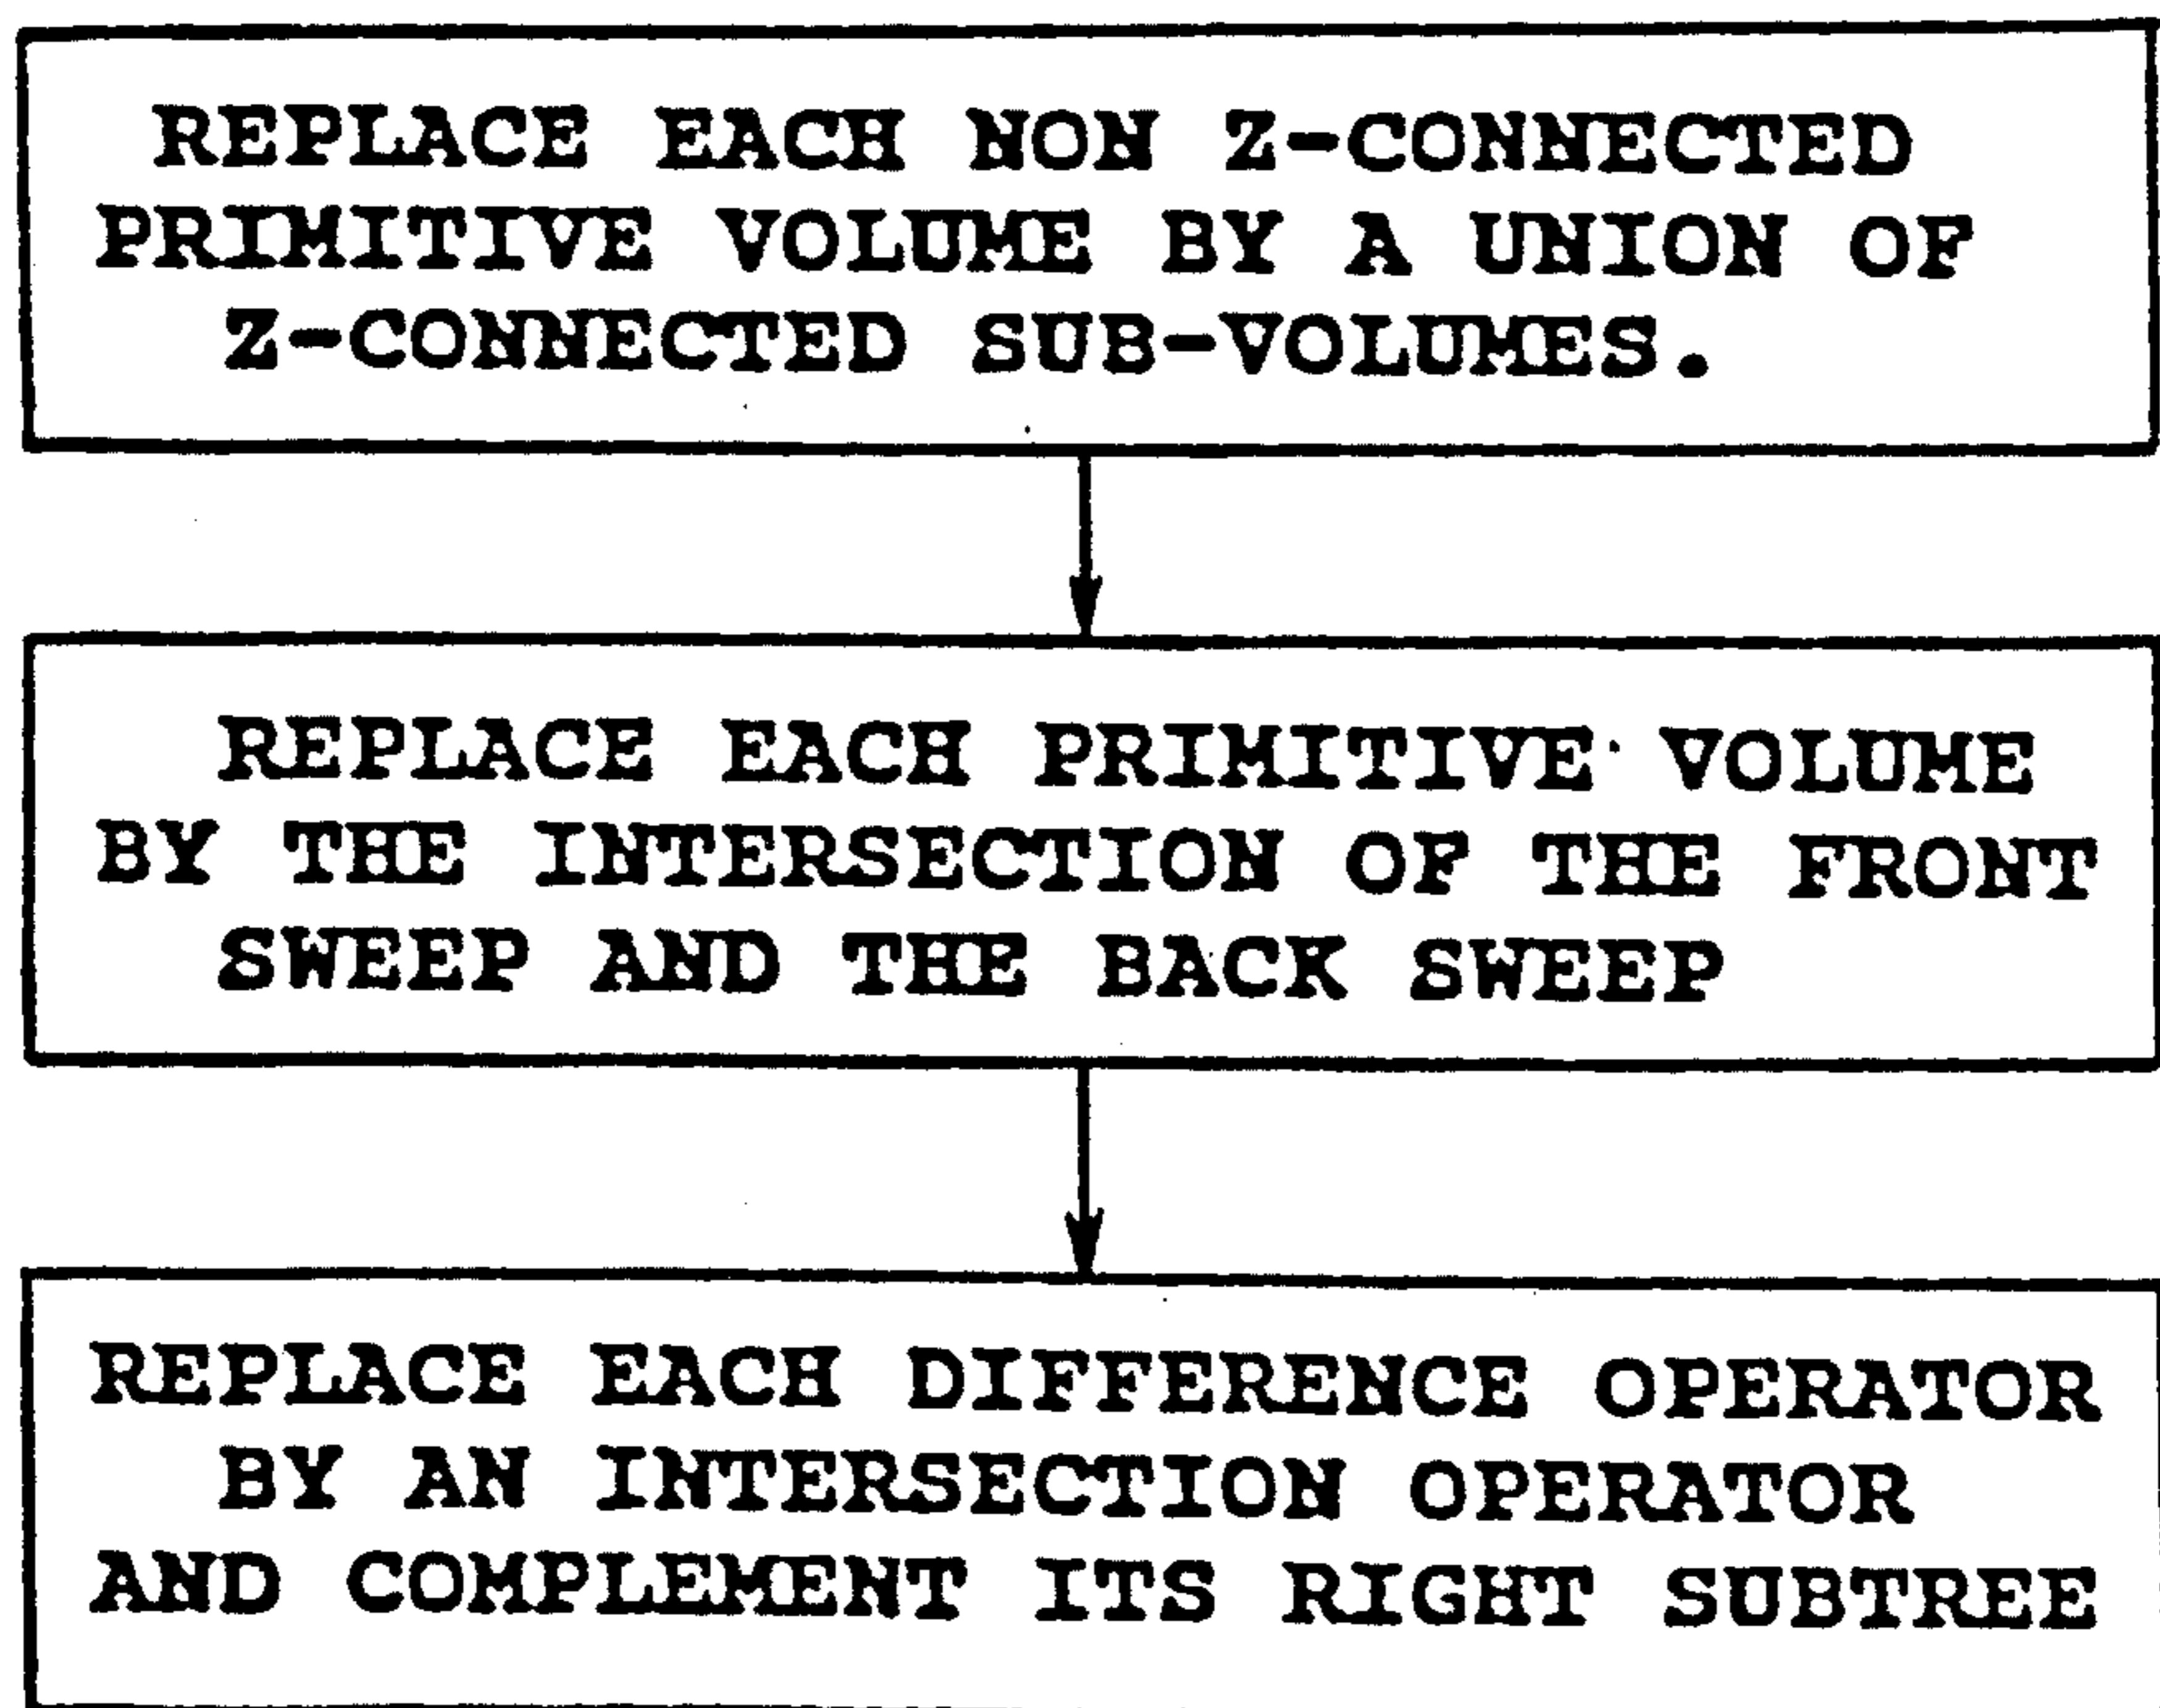 REPLACE EACH NON Z-CONNECTED
PRIMITIVE VOLUME BY A UNION OF
Z-CONNECTED SUB-VOLUMES.
REPLACE EACH PRIMITIVE VOLUME
BY THE INTERSECTION OF THE FRONT
SWEEP AND THE BACK SWEEP
REPLACE EACH DIFFERENCE OPERATOR
BY AN INTERSECTION OPERATOR
AND COMPLEMENT ITS RIGHT SUBTREE